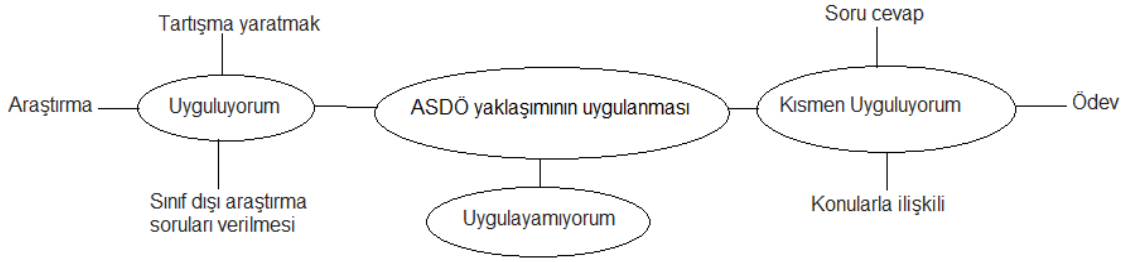 Tartışma yaratmak
Soru cevap
Araştırma
Uyguluyorum
ASDÖ yaklaşımının uygulanması
Kısmen Uyguluyorum
Ödev
Sınıf dışı araştırma
soruları verilmesi
Uygulayamıyorum
Konularla ilişkili